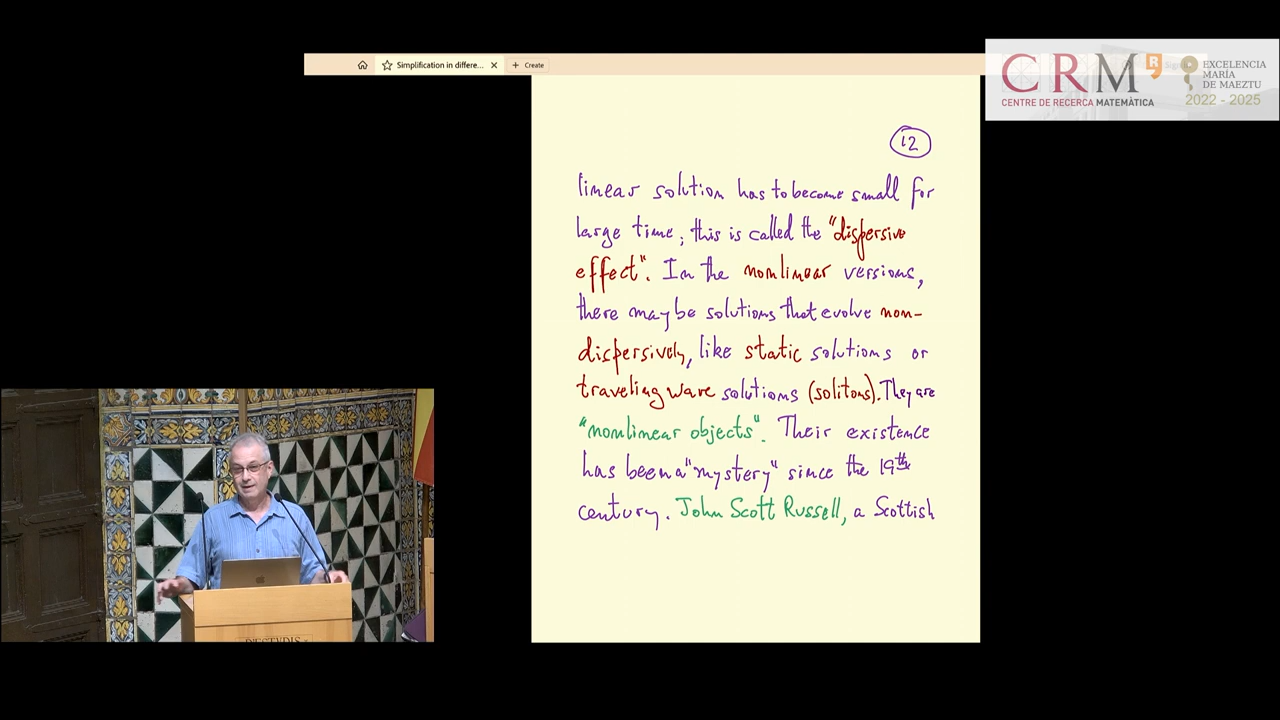 Simplification in differe...
Create
CRM
CENTRE DE RECERCA MATEMÀTICA
EXCELENCIA
MARÍA
DE MAEZTU
2022 - 2025
12
linear solution has to become small for
large time; this is called the "dispersive
effect". In the nonlinear versions,
there may be solutions that evolve non-
dispersively, like static solutions or
traveling wave solutions (solitons). They are
"nonlinear objects". Their existence
has been a "mystery" since the 19th
century. John Scott Russell, a Scottish